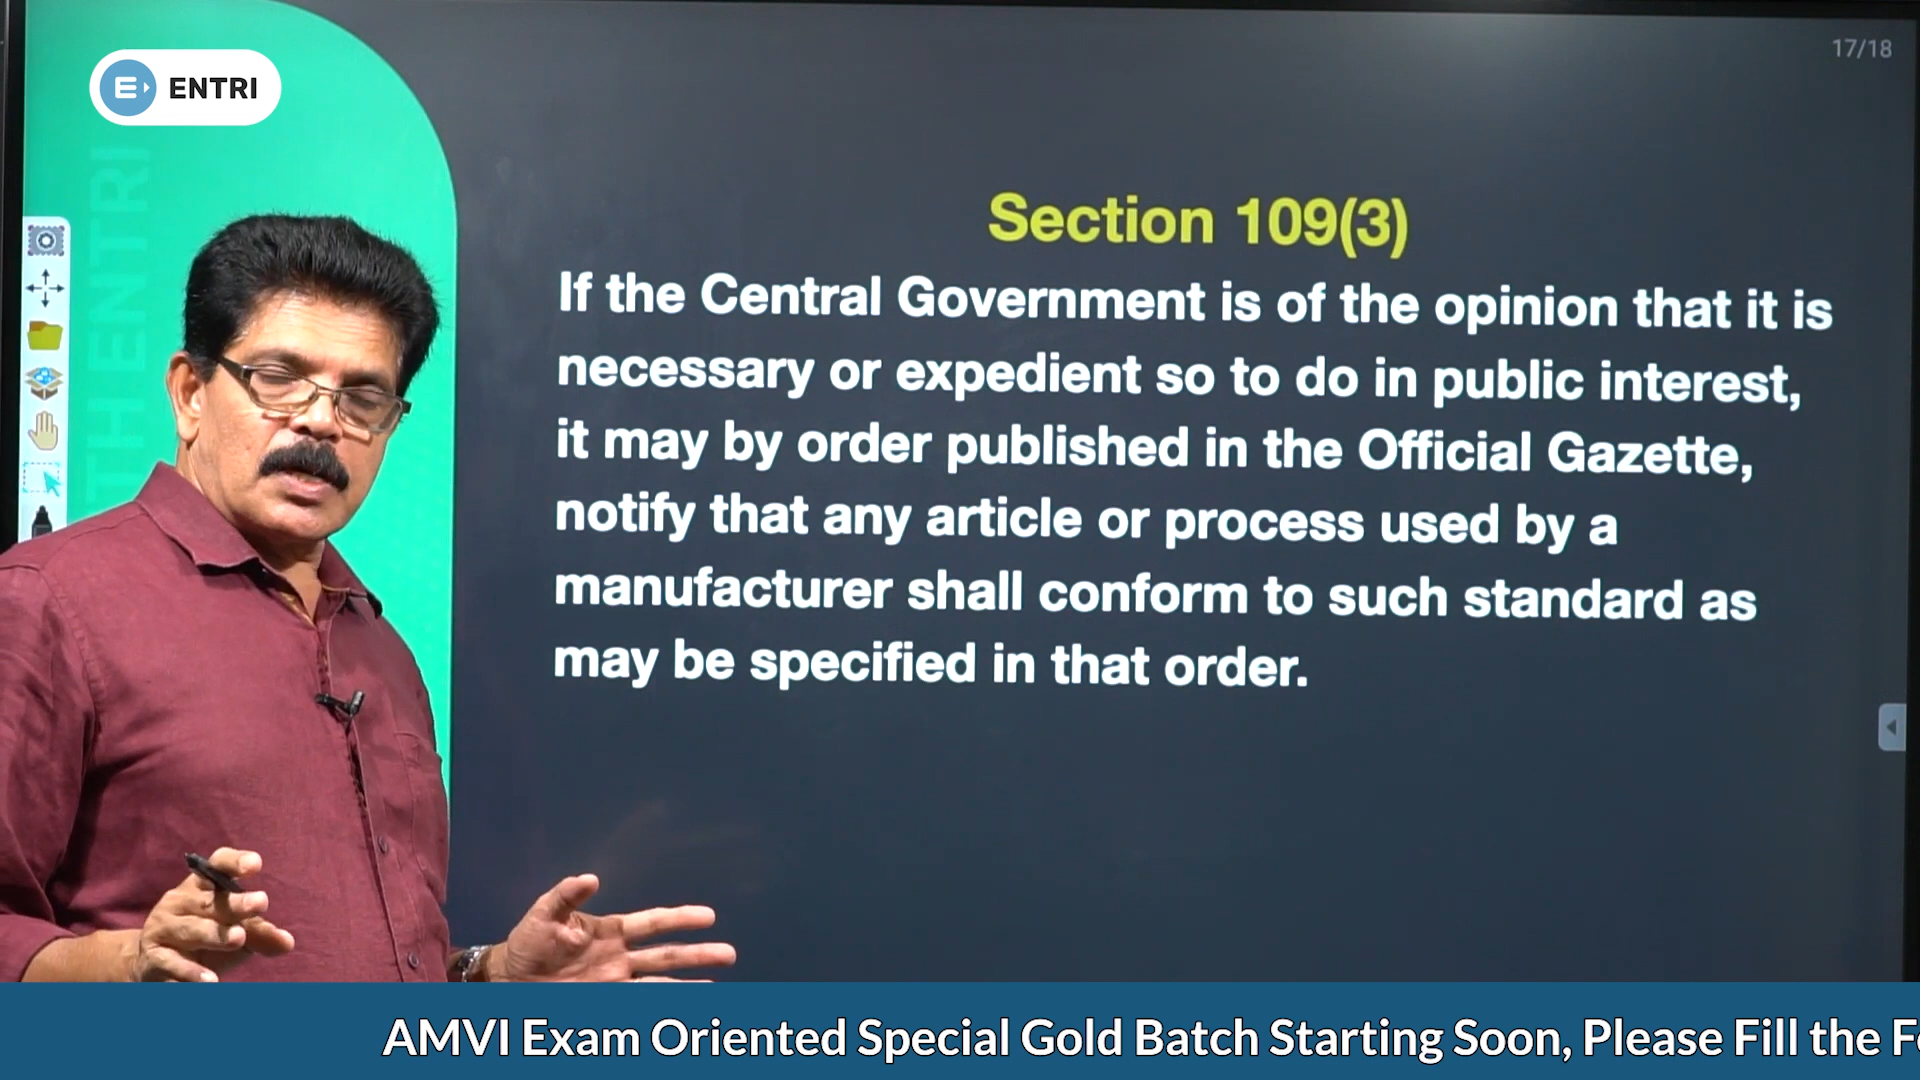 ENTRI
17/18
TH ENTRI
Section 109(3)
If the Central Government is of the opinion that it is
necessary or expedient so to do in public interest,
it may by order published in the Official Gazette,
notify that any article or process used by a
manufacturer shall conform to such standard as
may be specified in that order.
AMVI Exam Oriented Special Gold Batch Starting Soon, Please Fill the